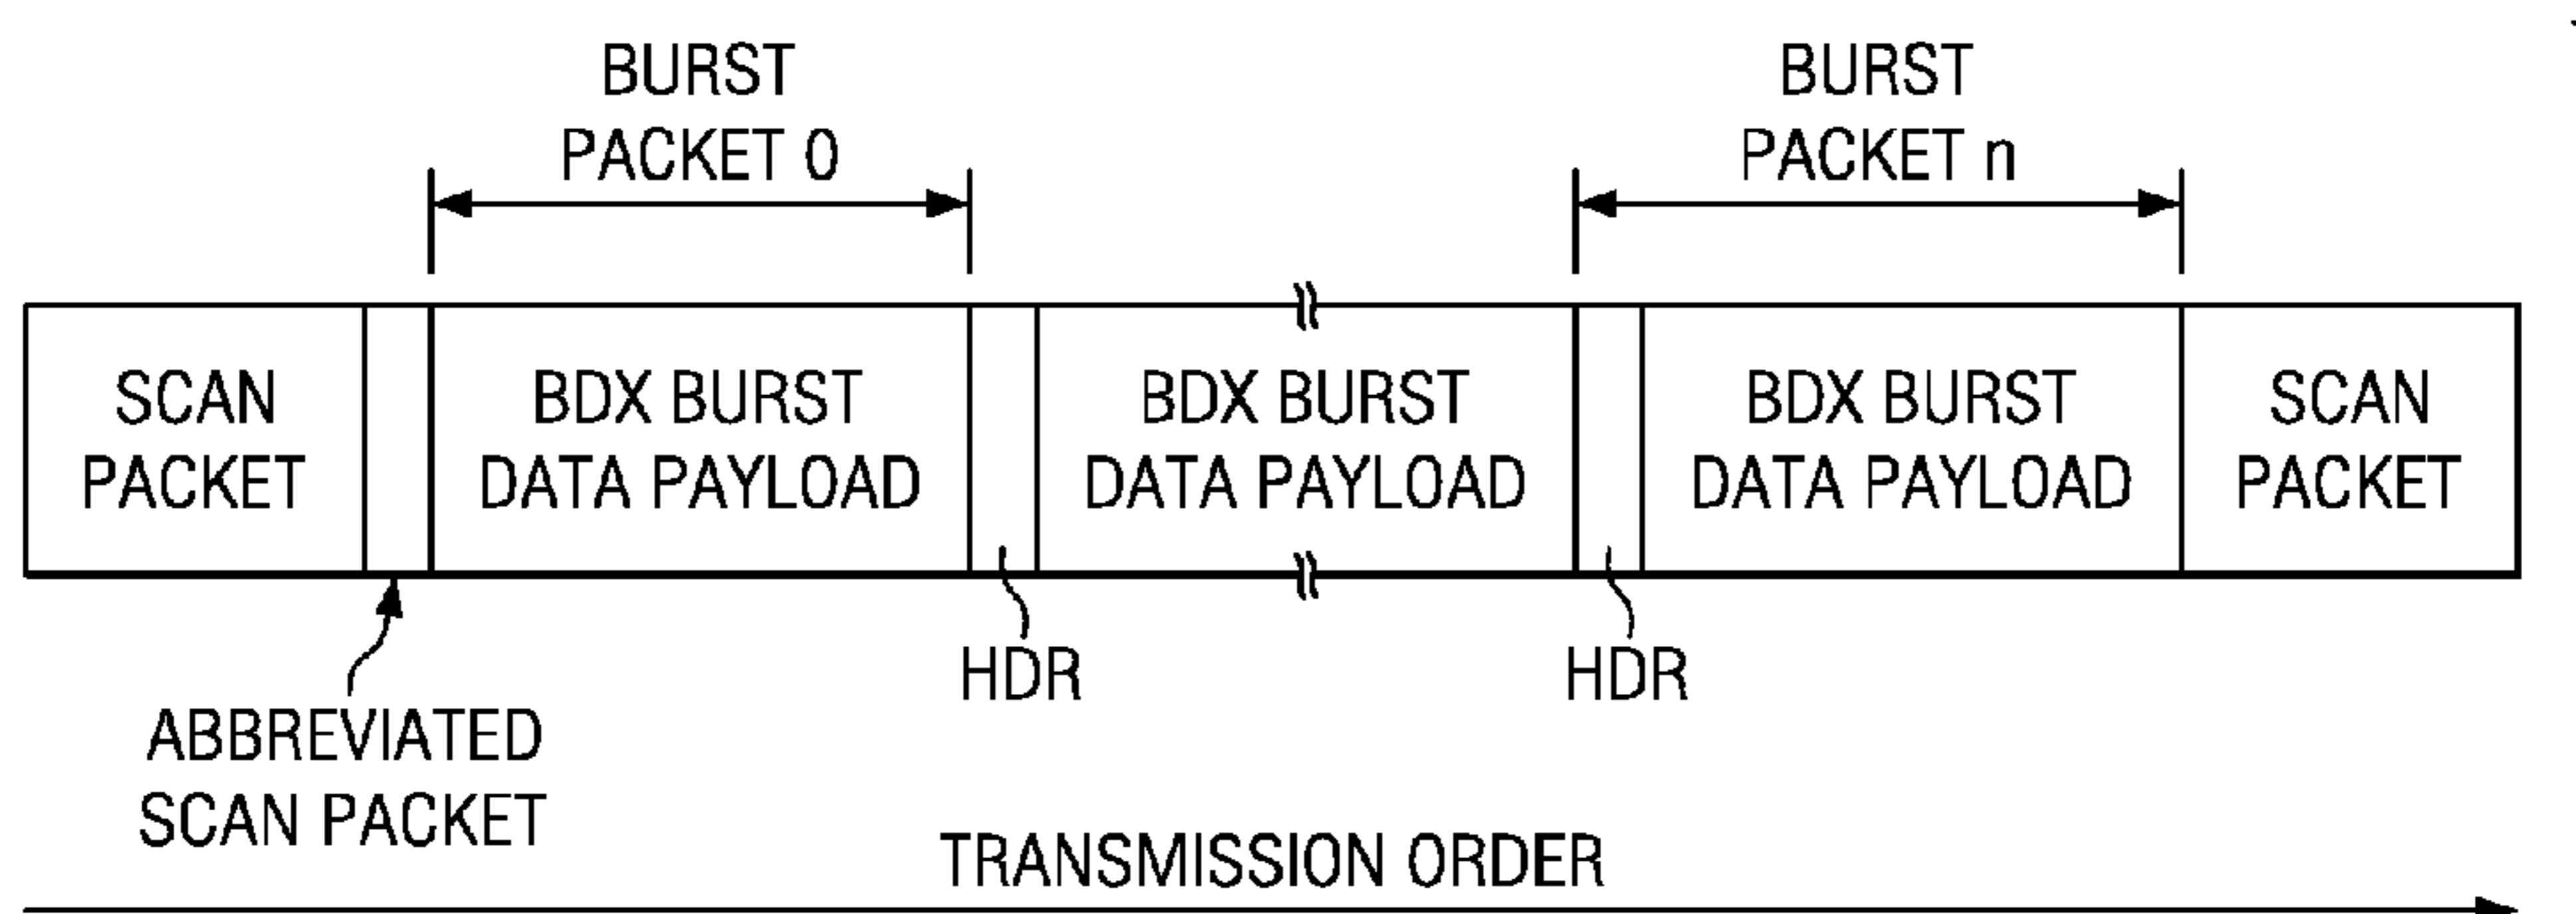 BURST
PACKET 0
BURST
PACKET n
SCAN
PACKET
BDX BURST
DATA PAYLOAD
BDX BURST
DATA PAYLOAD
BDX BURST
DATA PAYLOAD
SCAN
PACKET
HDR
HDR
ABBREVIATED
SCAN PACKET
TRANSMISSION ORDER